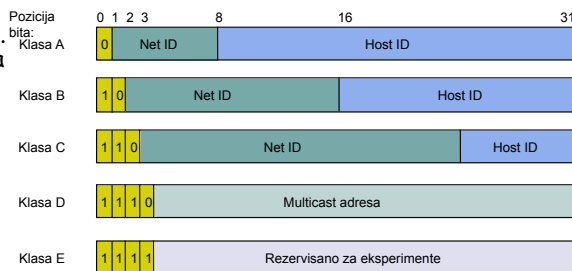 Pozicija bita: 0 1 2 3 8 16 31
Klasa A 0 Net ID Host ID
Klasa B 1 0 Net ID Host ID
Klasa C 1 1 0 Net ID Host ID
Klasa D 1 1 1 0 Multicast adresa
Klasa E 1 1 1 1 Rezervisano za eksperimente